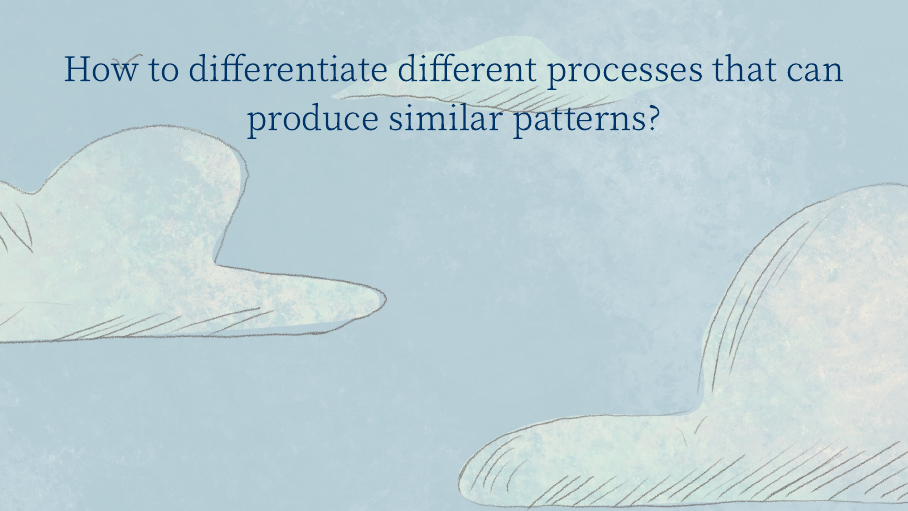 How to differentiate different processes that can
produce similar patterns?